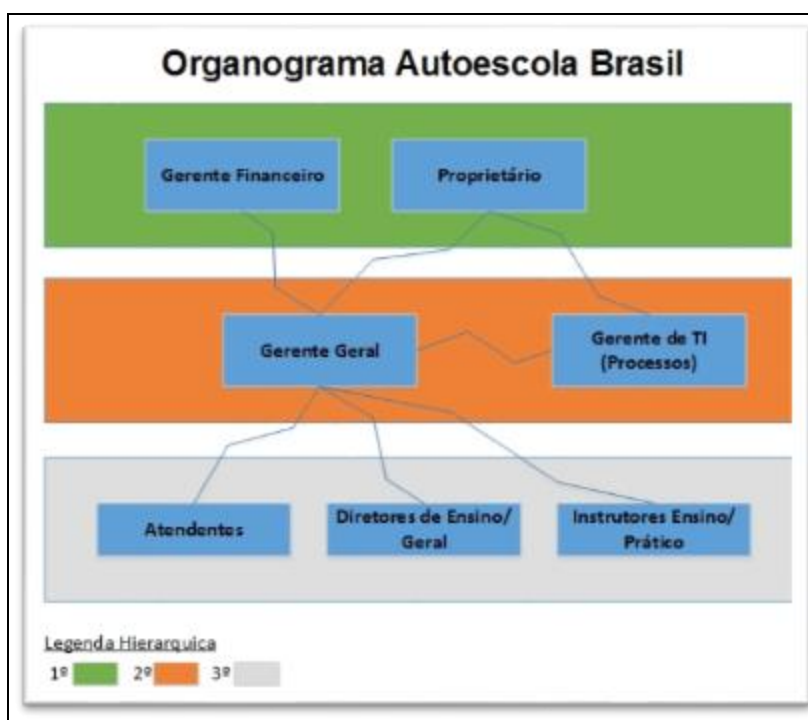 Organograma Autoescola Brasil
Gerente Financeiro
Proprietário
Gerente Geral
Gerente de TI
(Processos)
Atendentes
Diretores de Ensino/
Geral
Instrutores Ensino/
Prático
Legenda Hierarquica
1º 2º 3º